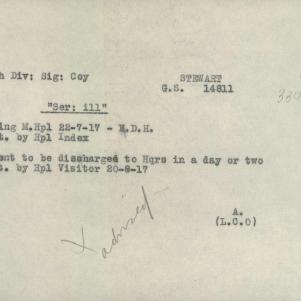 h Div: Sig: Coy STEWART
G.S. 14811
"Ser: ill"
ing M.Hpl 22-7-17 - M.D.H.
t. by Hpl Index
ent to be discharged to Hqrs in a day or two
t. by Hpl Visitor 20-8-17
A.
(L.C.O)
x advised